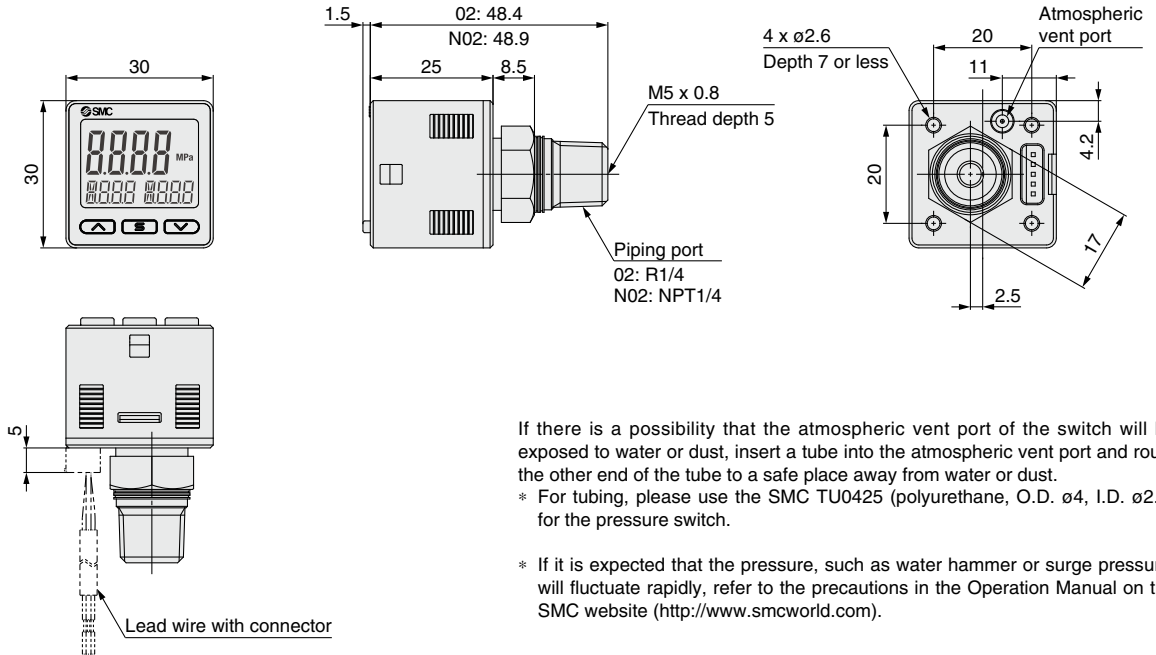 1.5
02: 48.4
N02: 48.9
25
8.5
M5 x 0.8
Thread depth 5
Piping port
02: R1/4
N02: NPT1/4
30
30
SMC
8.8.8.8 MPa
4 x ø2.6
Depth 7 or less
20
Atmospheric
vent port
11
4.2
20
17
2.5
5
Lead wire with connector
If there is a possibility that the atmospheric vent port of the switch will
exposed to water or dust, insert a tube into the atmospheric vent port and
the other end of the tube to a safe place away from water or dust.
∗ For tubing, please use the SMC TU0425 (polyurethane, O.D. ø4, I.D. ø2.
for the pressure switch.
∗ If it is expected that the pressure, such as water hammer or surge
will fluctuate rapidly, refer to the precautions in the Operation Manual on
SMC website (http://www.smcworld.com).